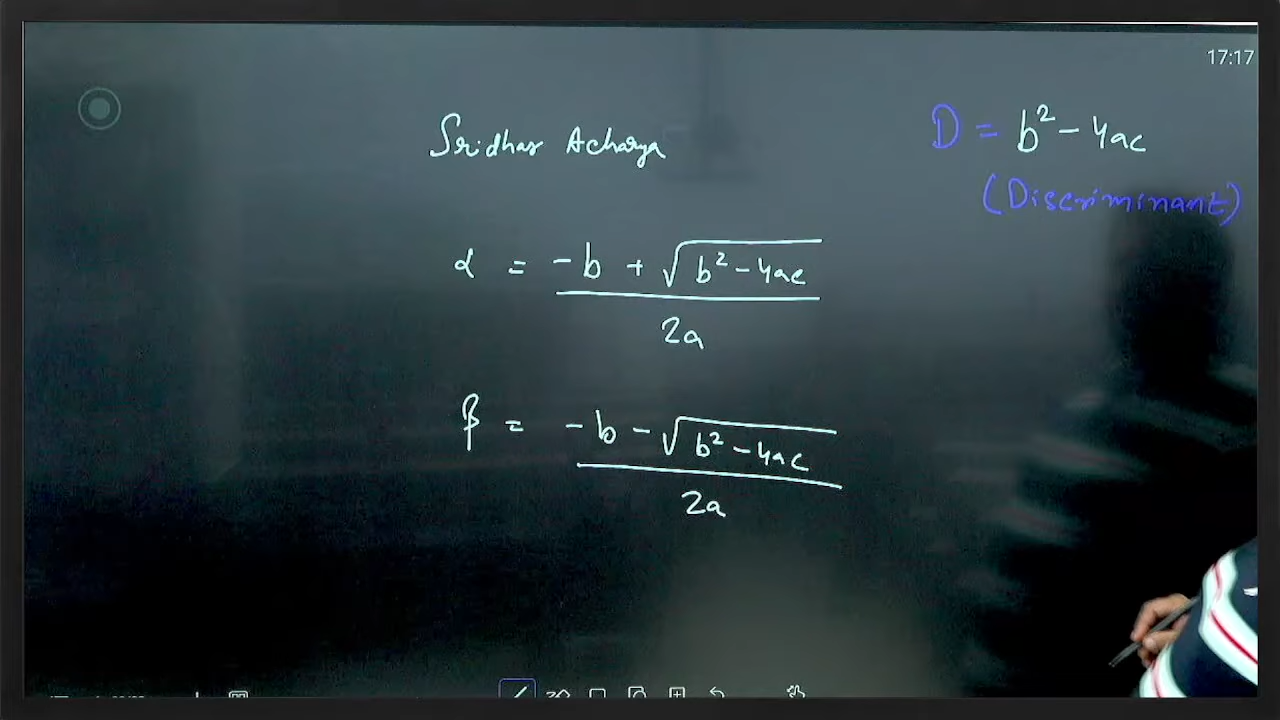 17:17
Sridhar Acharya
D = b² - 4ac
(Discriminant)
α = -b + √(b² - 4ac) / 2a
β = -b - √(b² - 4ac) / 2a